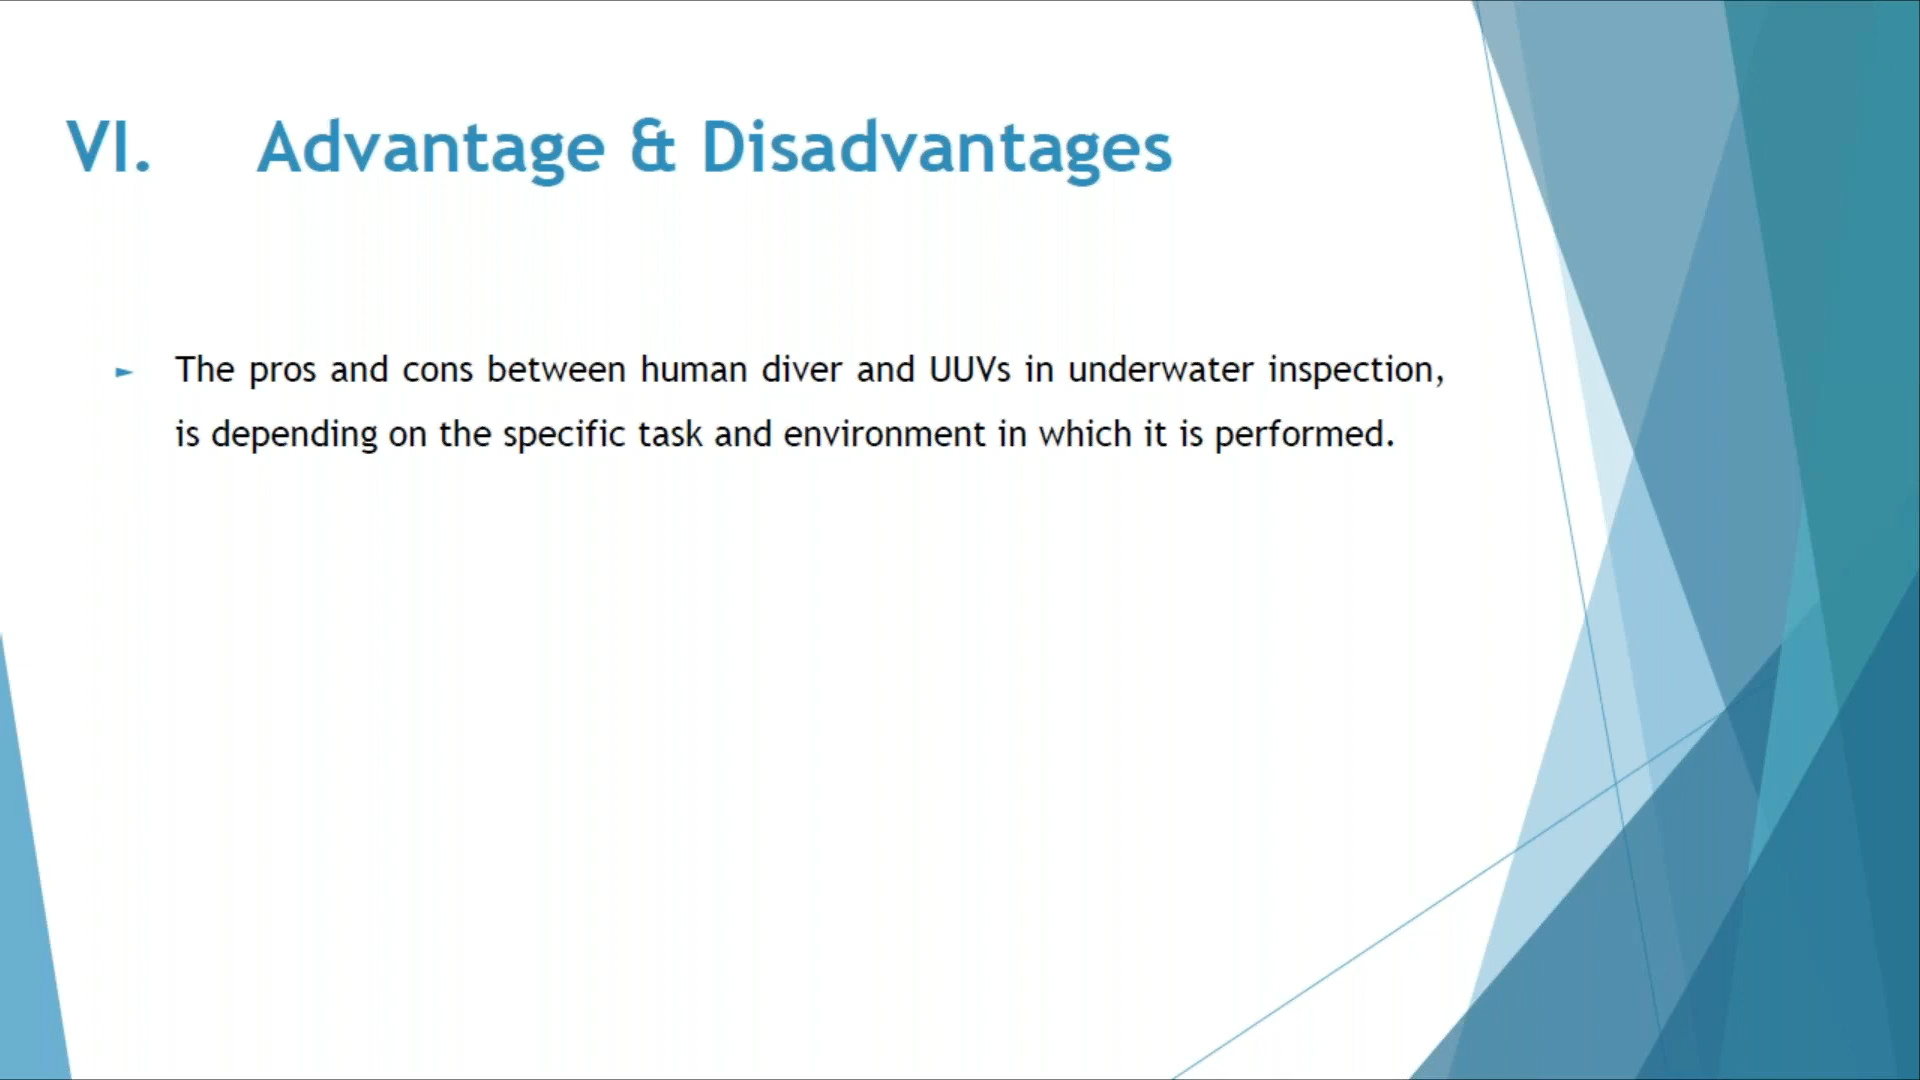 VI. Advantage & Disadvantages
► The pros and cons between human diver and UUVs in underwater inspection,
is depending on the specific task and environment in which it is performed.